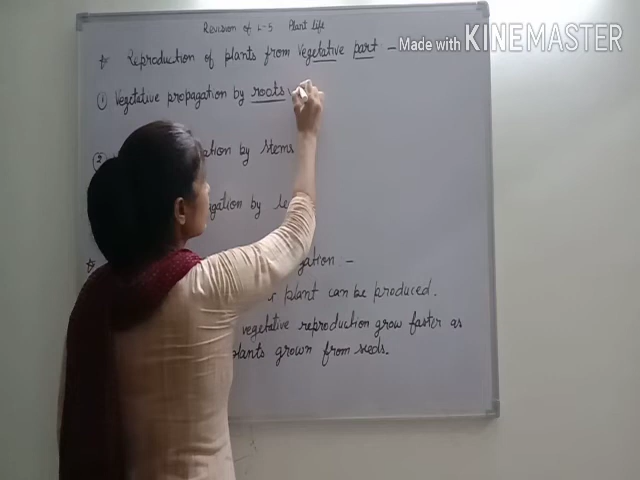 Revision of L-5 Plant life
Made with KINEMASTER
☆ Reproduction of plants from Vegetative part -
① Vegetative propagation by roots
② ation by stems
agation by le
☆ gation -
plant can be produced.
vegetative reproduction grow faster as
plants grown from seeds.